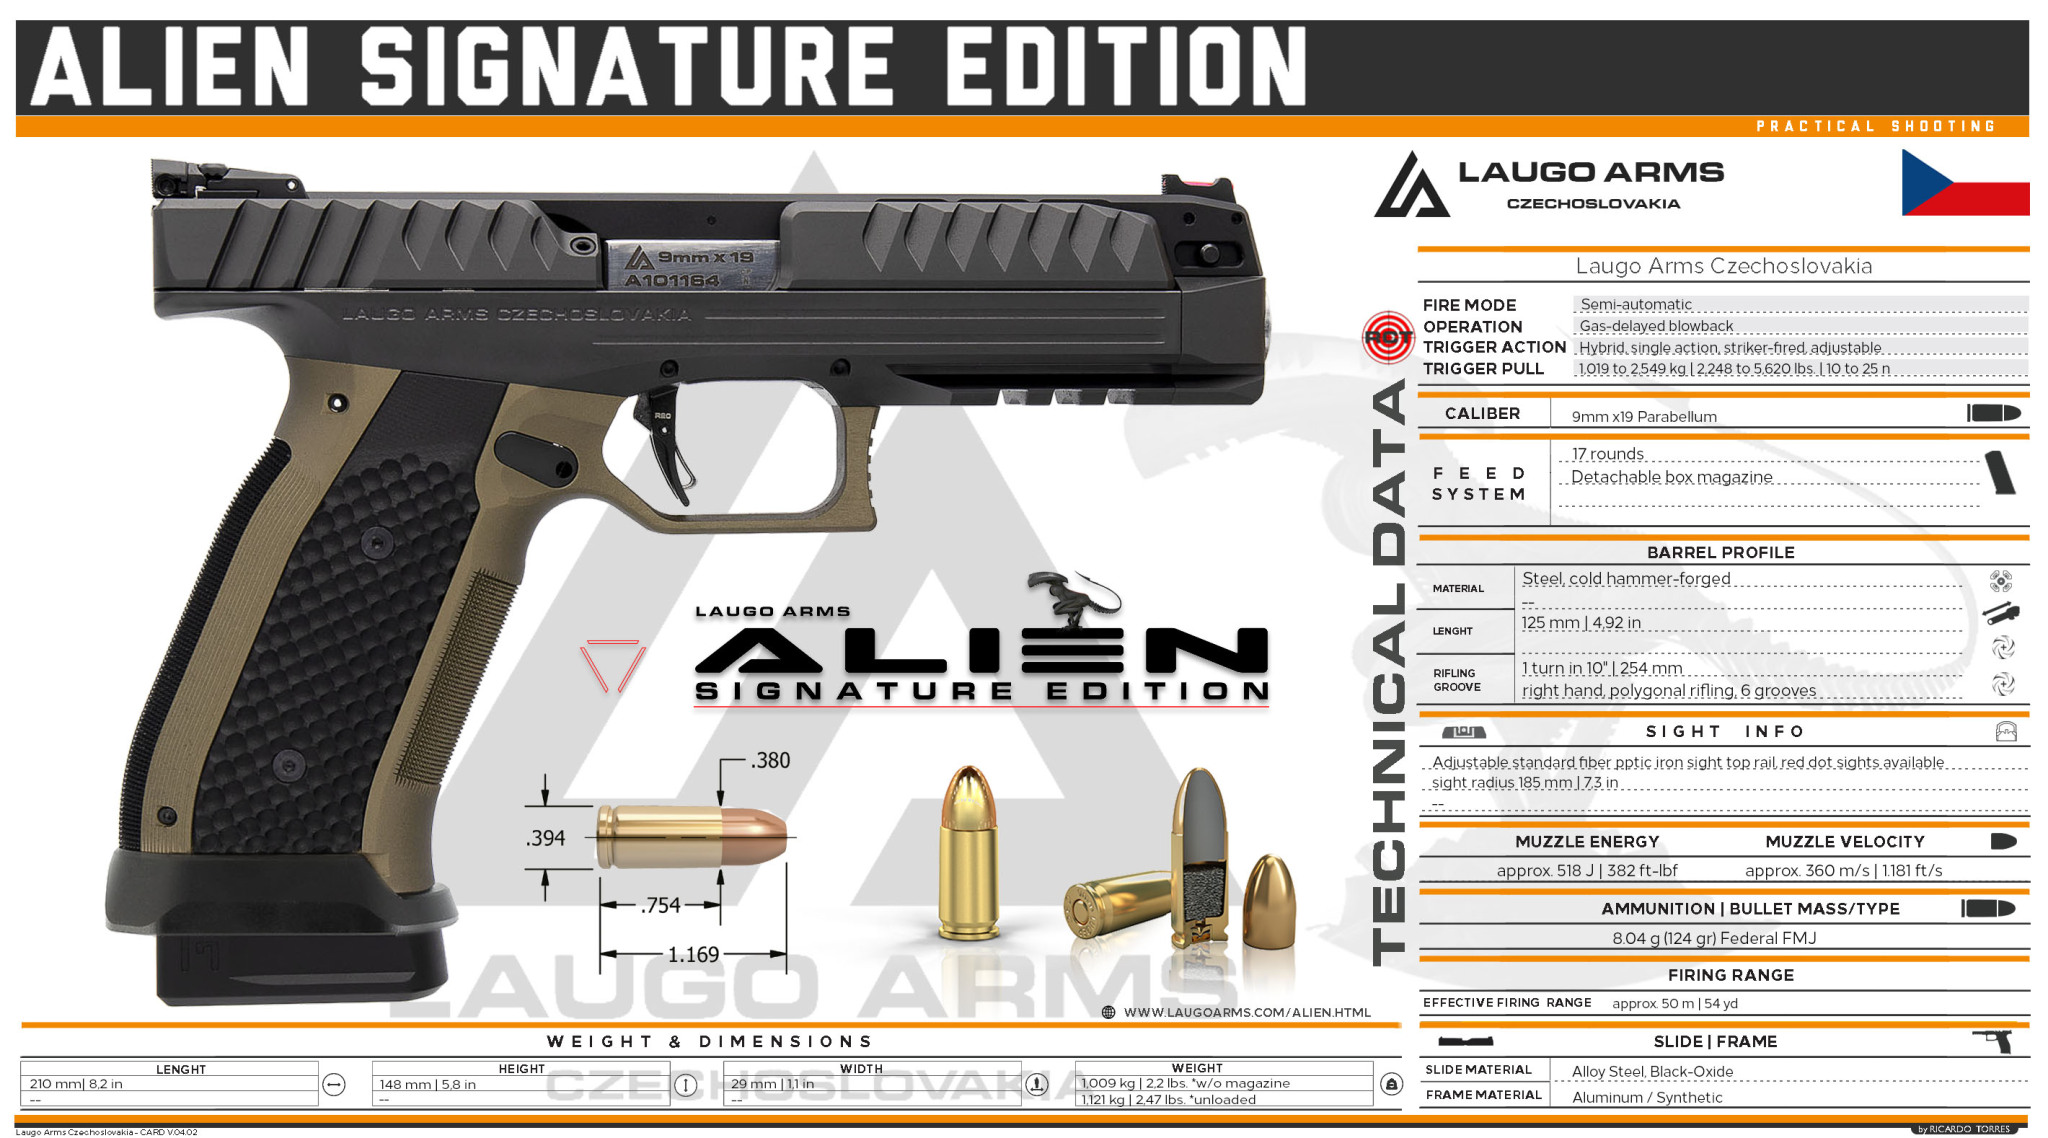 ALIEN SIGNATURE EDITION
PRACTICAL SHOOTING
9mm x 19
A101164
LAUGO ARMS CZECHOSLOVAKIA
LAUGO ARMS
ALIEN
SIGNATURE EDITION
.380
.394
.754
1.169
LAUGO ARMS
CZECHOSLOVAKIA
WWW.LAUGOARMS.COM/ALIEN.HTML
LAUGO ARMS
CZECHOSLOVAKIA
TECHNICAL DATA
RDT
Laugo Arms Czechoslovakia
FIRE MODE Semi-automatic
OPERATION Gas-delayed blowback
TRIGGER ACTION Hybrid, single action, striker-fired, adjustable
TRIGGER PULL 1,019 to 2,549 kg | 2,248 to 5,620 lbs. | 10 to 25 n
CALIBER 9mm x19 Parabellum
FEED SYSTEM
17 rounds
Detachable box magazine
BARREL PROFILE
MATERIAL Steel, cold hammer-forged
--
LENGHT 125 mm | 4,92 in
RIFLING GROOVE
1 turn in 10" | 254 mm
right hand, polygonal rifling, 6 grooves
SIGHT INFO
Adjustable standard fiber pptic iron sight top rail, red dot sights available
sight radius 185 mm | 7.3 in
--
MUZZLE ENERGY MUZZLE VELOCITY
approx. 518 J | 382 ft-lbf approx. 360 m/s | 1.181 ft/s
AMMUNITION | BULLET MASS/TYPE
8.04 g (124 gr) Federal FMJ
FIRING RANGE
EFFECTIVE FIRING RANGE approx. 50 m | 54 yd
SLIDE | FRAME
SLIDE MATERIAL Alloy Steel, Black-Oxide
FRAME MATERIAL Aluminum / Synthetic
WEIGHT & DIMENSIONS
LENGHT HEIGHT WIDTH WEIGHT
210 mm| 8,2 in 148 mm | 5,8 in 29 mm | 1,1 in 1,009 kg | 2,2 lbs. *w/o magazine
-- -- -- 1,121 kg | 2,47 lbs. *unloaded
Laugo Arms Czechoslovakia - CARD V.04.02
by RICARDO TORRES